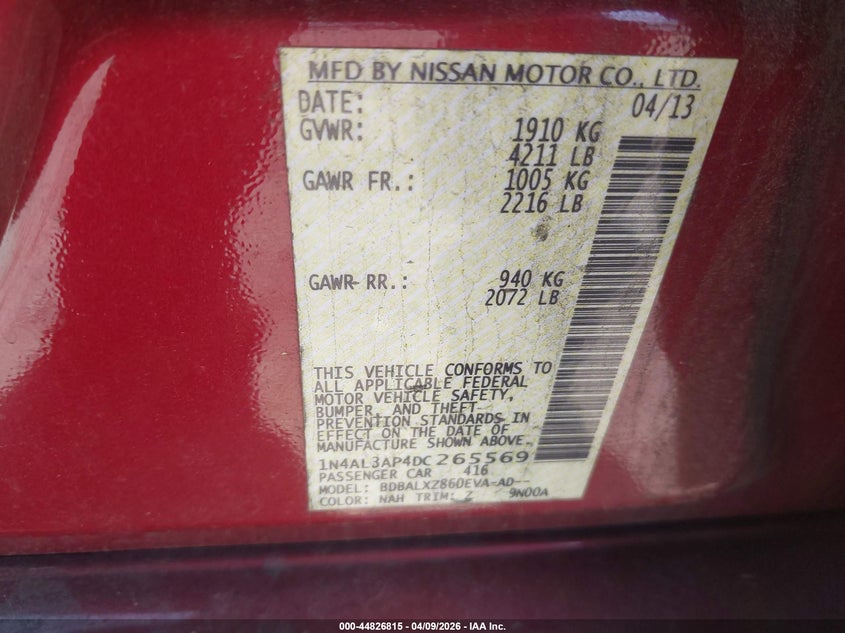 MFD BY NISSAN MOTOR CO., LTD.
DATE: 04/13
GVWR: 1910 KG
4211 LB
GAWR FR.: 1005 KG
2216 LB
GAWR RR.: 940 KG
2072 LB
THIS VEHICLE CONFORMS TO
ALL APPLICABLE FEDERAL
MOTOR VEHICLE SAFETY,
BUMPER, AND THEFT
PREVENTION STANDARDS IN
EFFECT ON THE DATE OF
MANUFACTURE SHOWN ABOVE.
1N4AL3AP4DC265569
PASSENGER CAR 416
MODEL: BDBALXZ86DEVA-AD--
COLOR: NAH TRIM: Z 9N00A
000-44826815 - 04/09/2026 - IAA Inc.